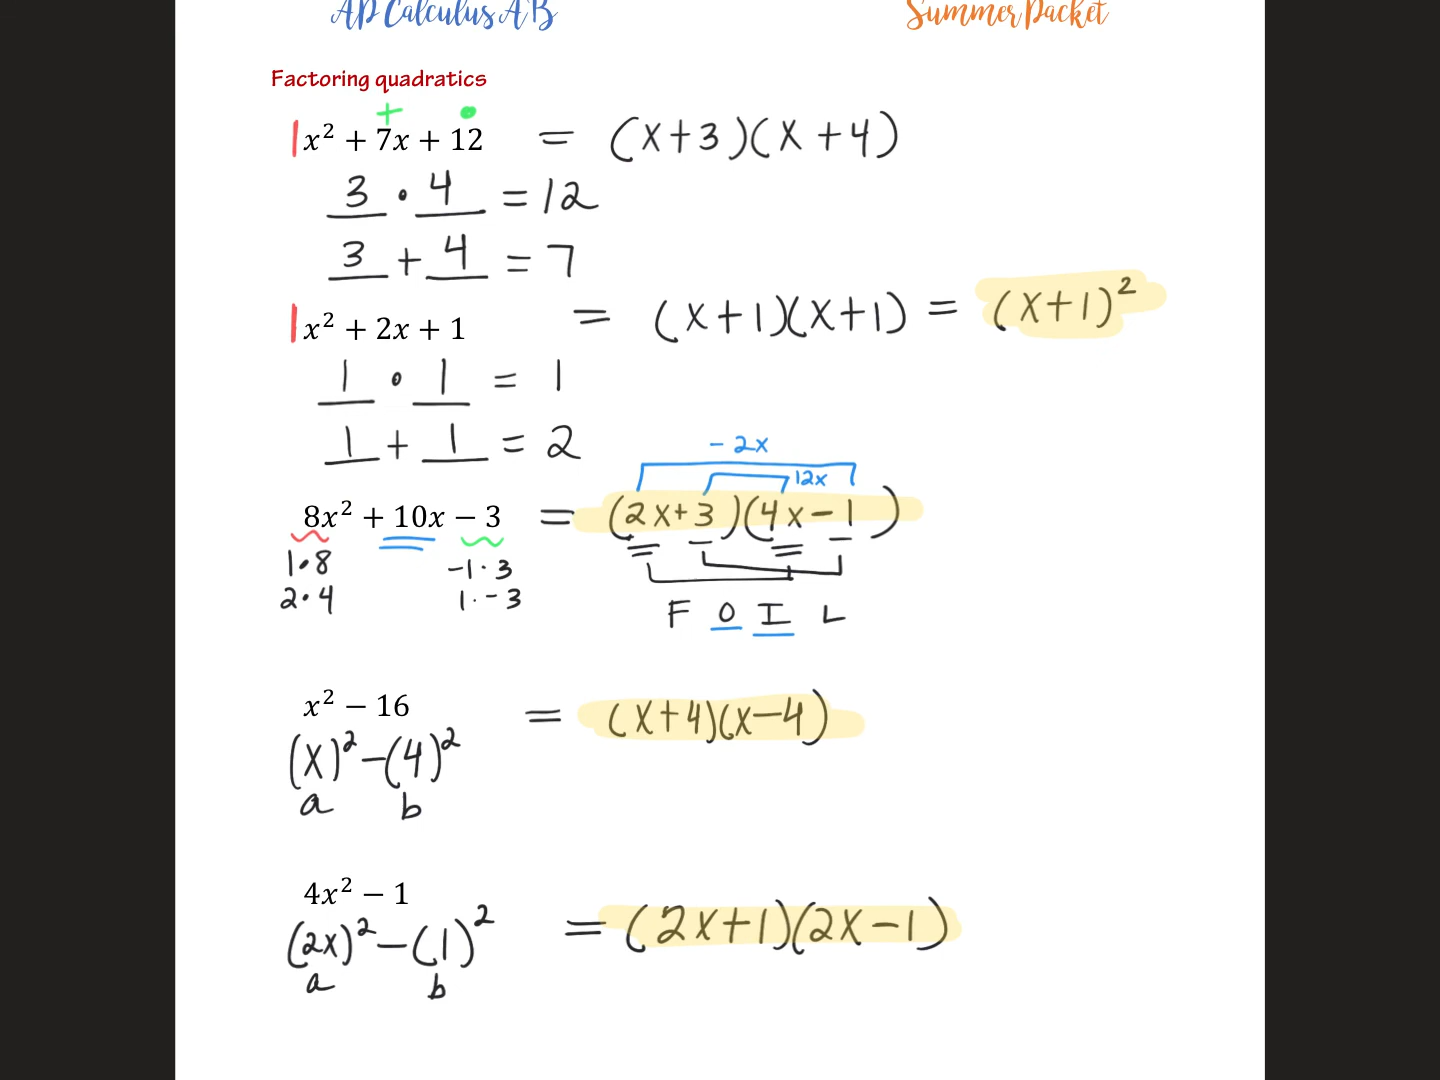 AP Calculus AB Summer Packet
Factoring quadratics
+ •
1x² + 7x + 12 = (x+3)(x+4)
3 · 4 = 12
3 + 4 = 7
1x² + 2x + 1 = (x+1)(x+1) = (x+1)²
1 · 1 = 1
1 + 1 = 2
-2x
12x
8x² + 10x − 3 = (2x+3)(4x-1)
1·8 -1·3
2·4 1·-3
F O I L
x² − 16 = (x+4)(x-4)
(x)² - (4)²
a b
4x² − 1 = (2x+1)(2x-1)
(2x)² - (1)²
a b